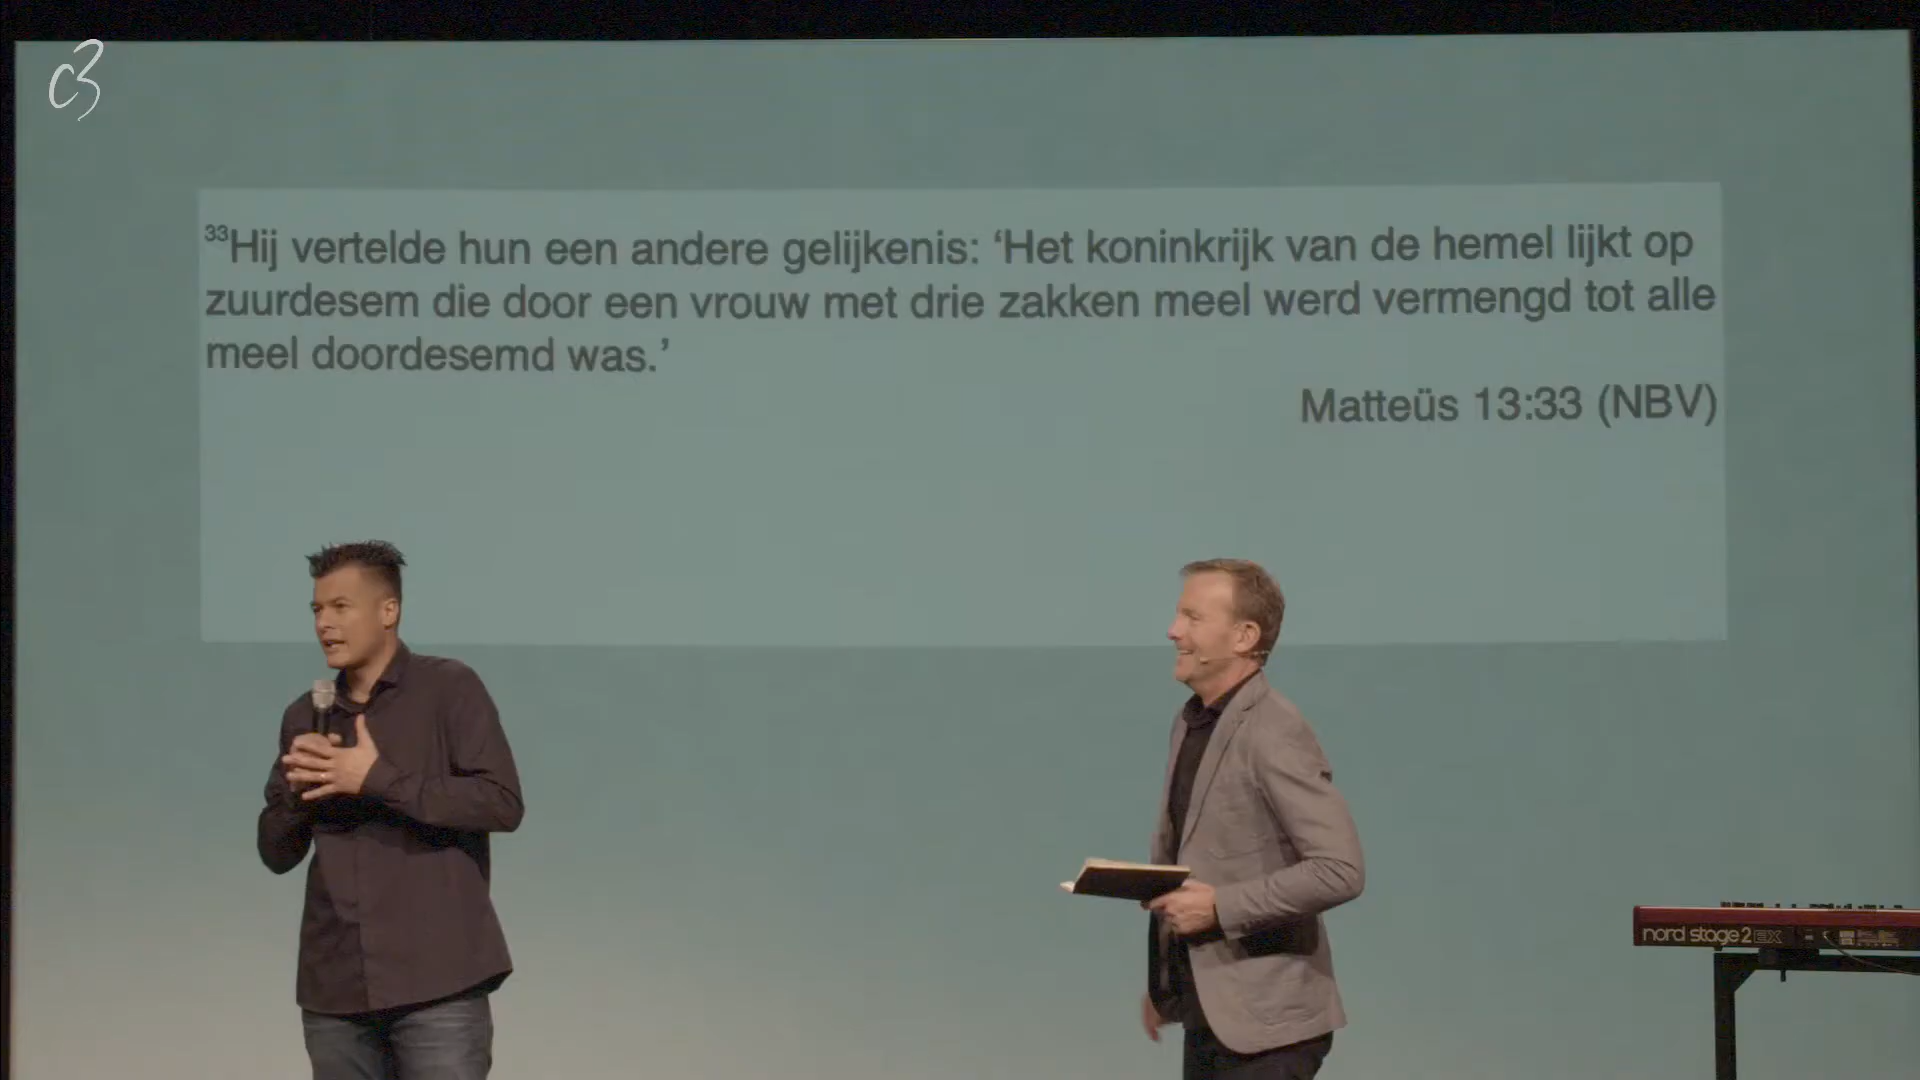 c3
³³Hij vertelde hun een andere gelijkenis: ‘Het koninkrijk van de hemel lijkt op
zuurdesem die door een vrouw met drie zakken meel werd vermengd tot alle
meel doordesemd was.’
Matteüs 13:33 (NBV)
nord stage 2 EX